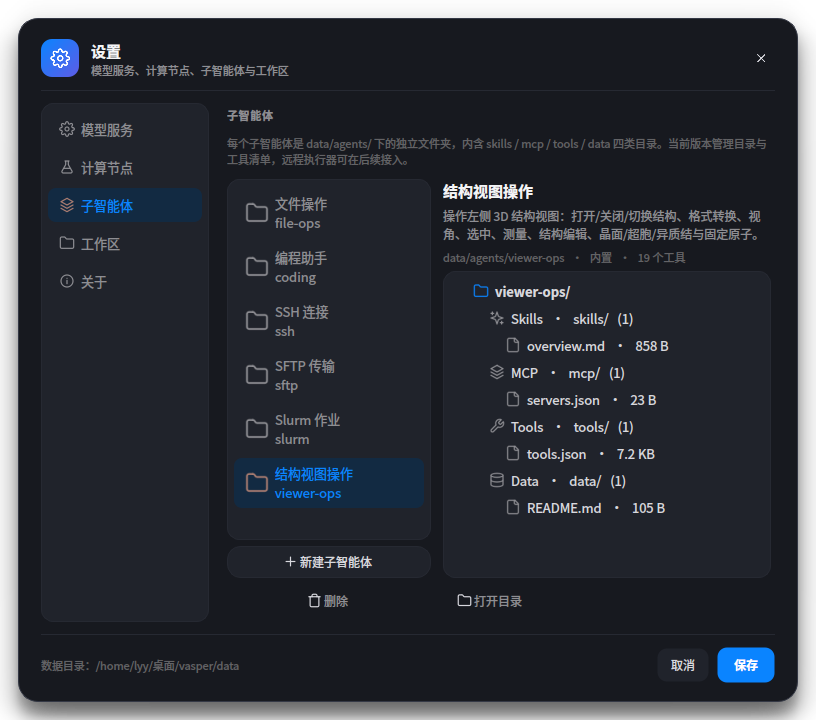 设置
模型服务、计算节点、子智能体与工作区
模型服务
计算节点
子智能体
工作区
关于
子智能体
每个子智能体是 data/agents/ 下的独立文件夹，内含 skills / mcp / tools / data 四类目录。当前版本管理目录与
工具清单，远程执行器可在后续接入。
文件操作
file-ops
编程助手
coding
SSH 连接
ssh
SFTP 传输
sftp
Slurm 作业
slurm
结构视图操作
viewer-ops
新建子智能体
删除
结构视图操作
操作左侧 3D 结构视图：打开/关闭/切换结构、格式转换、视
角、选中、测量、结构编辑、晶面/超胞/异质结与固定原子。
data/agents/viewer-ops · 内置 · 19 个工具
viewer-ops/
Skills · skills/ (1)
overview.md · 858 B
MCP · mcp/ (1)
servers.json · 23 B
Tools · tools/ (1)
tools.json · 7.2 KB
Data · data/ (1)
README.md · 105 B
打开目录
数据目录：/home/lyy/桌面/vasper/data
取消
保存